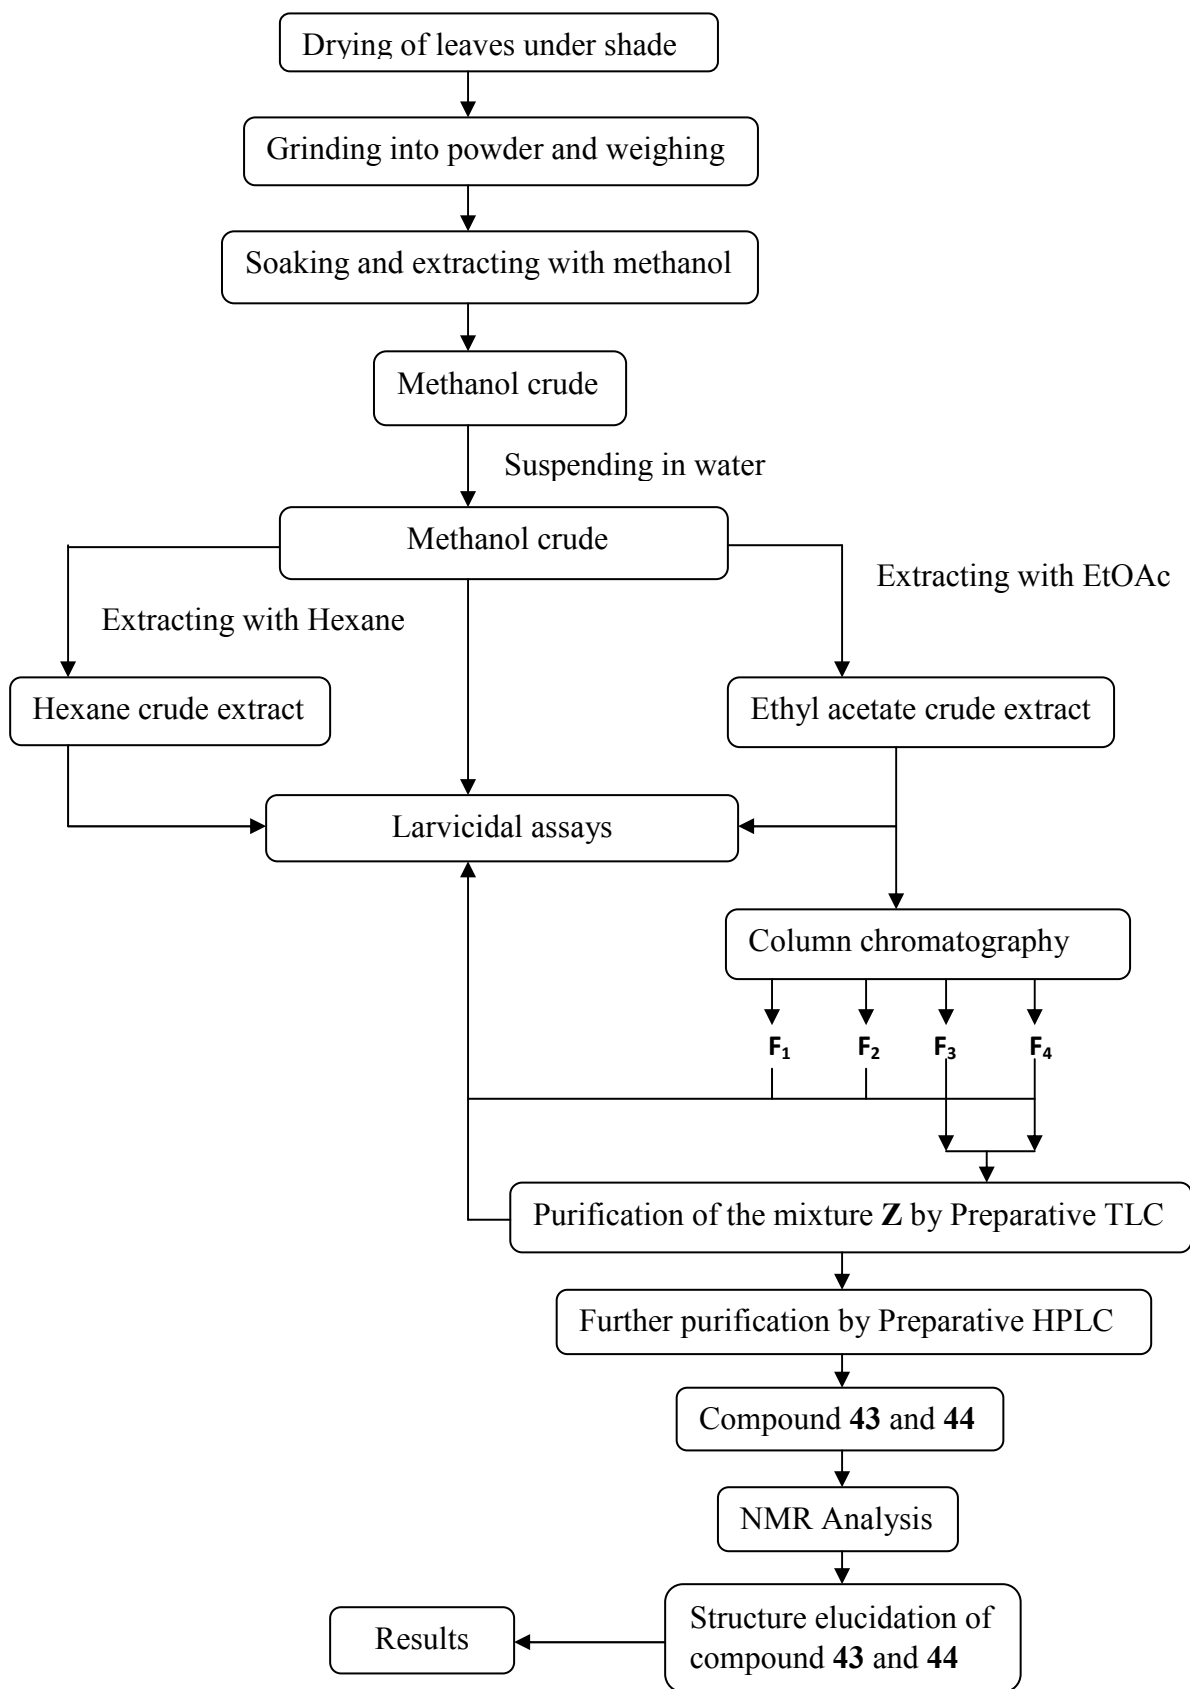 Drying of leaves under shade
Grinding into powder and weighing
Soaking and extracting with methanol
Methanol crude
Suspending in water
Methanol crude
Extracting with EtOAc
Extracting with Hexane
Hexane crude extract
Ethyl acetate crude extract
Larvicidal assays
Column chromatography
F₁ F₂ F₃ F₄
Purification of the mixture Z by Preparative TLC
Further purification by Preparative HPLC
Compound 43 and 44
NMR Analysis
Structure elucidation of
compound 43 and 44
Results